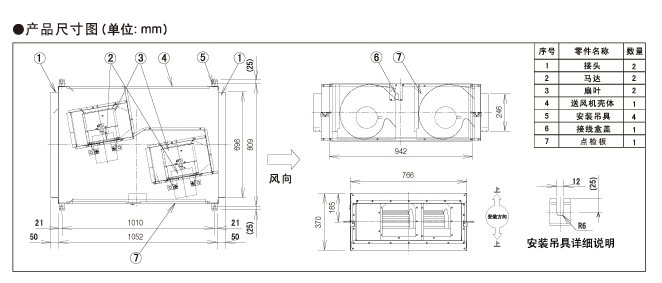 ●产品尺寸图(单位: mm)
① ② ③ ④ ⑤ ①
(25)
696
809
(25)
21 1010 21
50 1052 50
⑦
风向
⑥ ⑦
246
942
766
185
370
上
安装方向
上
序号 零件名称 数量
1 接头 2
2 马达 2
3 扇叶 2
4 送风机壳体 1
5 安装吊具 4
6 接线盒盖 1
7 点检板 1
12
(25)
R6
安装吊具详细说明